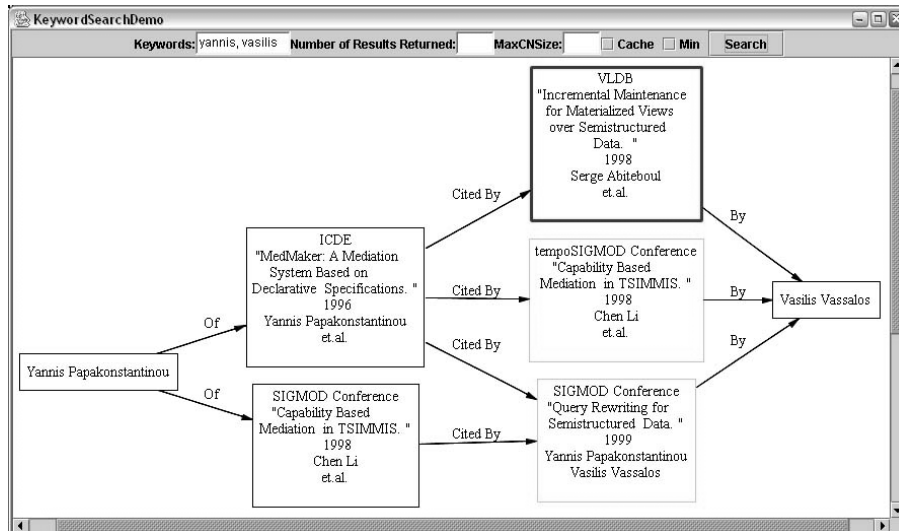 KeywordSearchDemo
Keywords: yannis, vasilis Number of Results Returned: MaxCNSize: Cache Min Search
VLDB
"Incremental Maintenance
for Materialized Views
over Semistructured
Data. "
1998
Serge Abiteboul
et.al.
Cited By
By
ICDE
"MedMaker: A Mediation
System Based on
Declarative Specifications. "
1996
Yannis Papakonstantinou
et.al.
Cited By
tempoSIGMOD Conference
"Capability Based
Mediation in TSIMMIS. "
1998
Chen Li
et.al.
By
Vasilis Vassalos
Of
Cited By
By
Yannis Papakonstantinou
Of
SIGMOD Conference
"Capability Based
Mediation in TSIMMIS. "
1998
Chen Li
et.al.
Cited By
SIGMOD Conference
"Query Rewriting for
Semistructured Data. "
1999
Yannis Papakonstantinou
Vasilis Vassalos